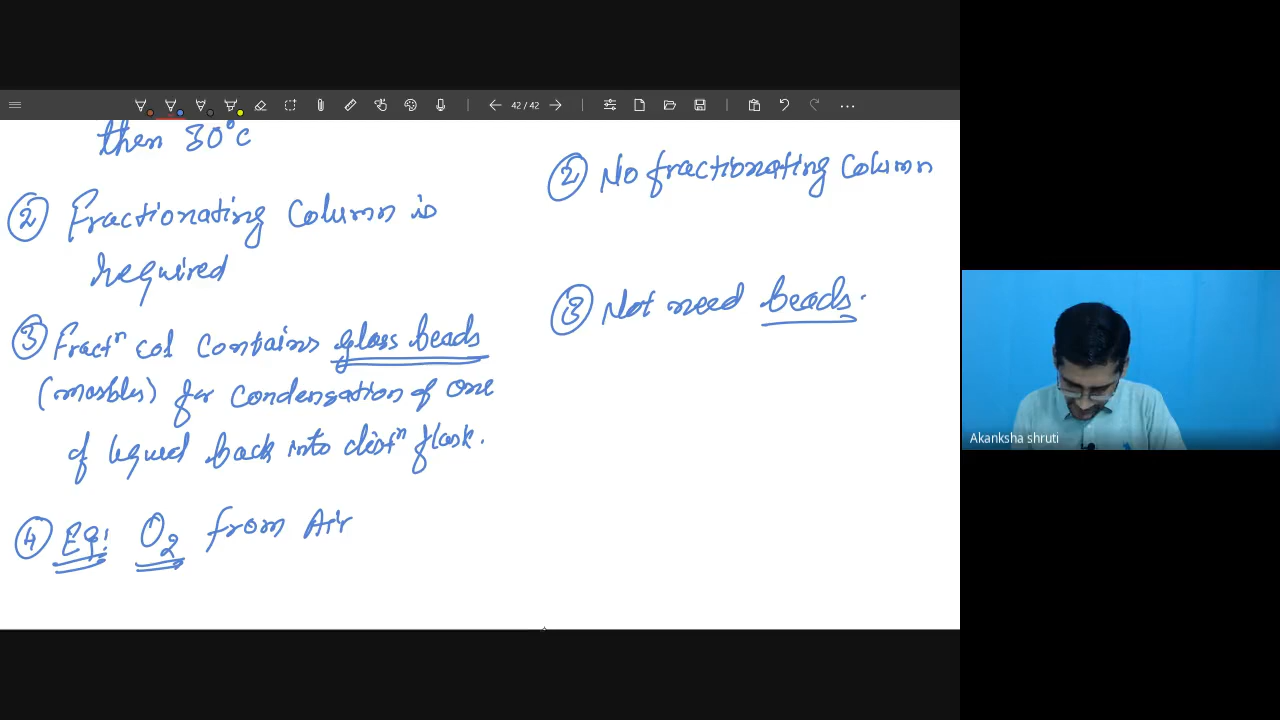 42 / 42
then 30°c
② Fractionating Column is
required
③ Fractⁿ col contains glass beads
(marbles) for condensation of one
of liquid back into distⁿ flask.
④ Eg: O₂ from Air
② No fractionating Column
③ Not need beads.
Akanksha shruti